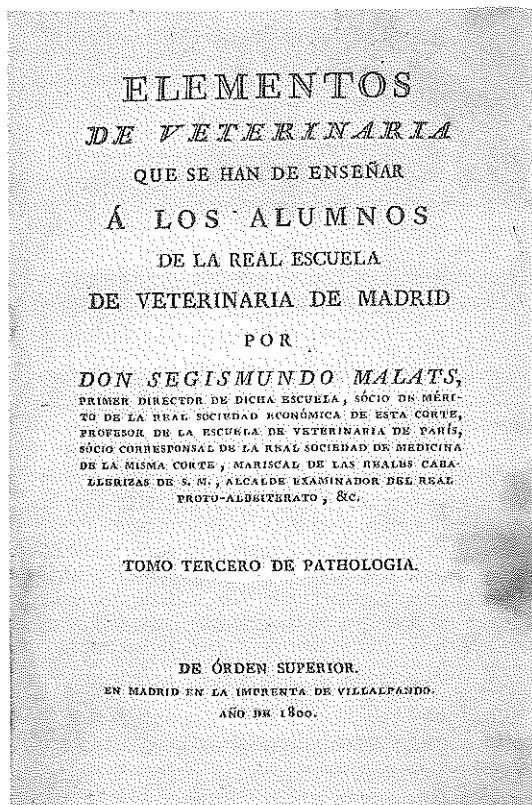 ELEMENTOS
DE VETERINARIA
QUE SE HAN DE ENSEÑAR
Á LOS ALUMNOS
DE LA REAL ESCUELA
DE VETERINARIA DE MADRID
POR
DON SEGISMUNDO MALATS,
PRIMER DIRECTOR DE DICHA ESCUELA, SÓCIO DE MÉRI-
TO DE LA REAL SOCIEDAD ECONÓMICA DE ESTA CORTE,
PROFESOR DE LA ESCUELA DE VETERINARIA DE PARÍS,
SÓCIO CORRESPONSAL DE LA REAL SOCIEDAD DE MEDICINA
DE LA MISMA CORTE, MARISCAL DE LAS REALES CABA-
LLERIZAS DE S. M., ALCALDE EXAMINADOR DEL REAL
PROTO-ALBEITERATO, &c.
TOMO TERCERO DE PATHOLOGIA.
DE ÓRDEN SUPERIOR.
EN MADRID EN LA IMPRENTA DE VILLALPANDO.
AÑO DE 1800.